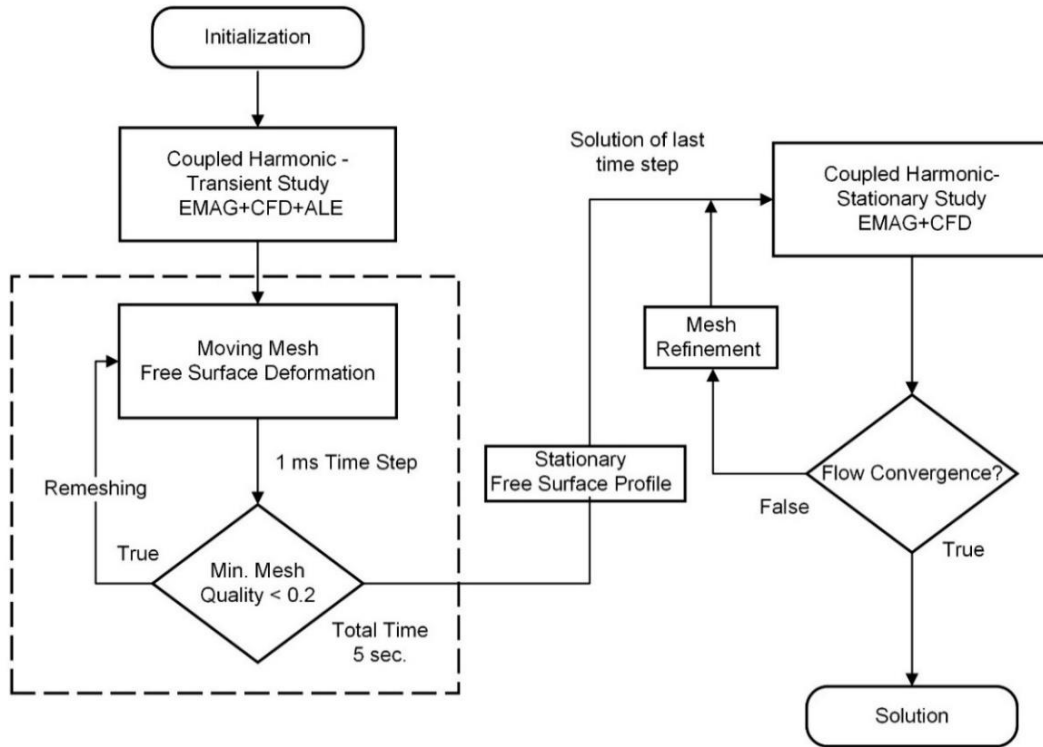 Initialization
Coupled Harmonic -
Transient Study
EMAG+CFD+ALE
Moving Mesh
Free Surface Deformation
1 ms Time Step
Remeshing
True
Min. Mesh
Quality < 0.2
Total Time
5 sec.
Stationary
Free Surface Profile
Solution of last
time step
Coupled Harmonic-
Stationary Study
EMAG+CFD
Mesh
Refinement
Flow Convergence?
False
True
Solution